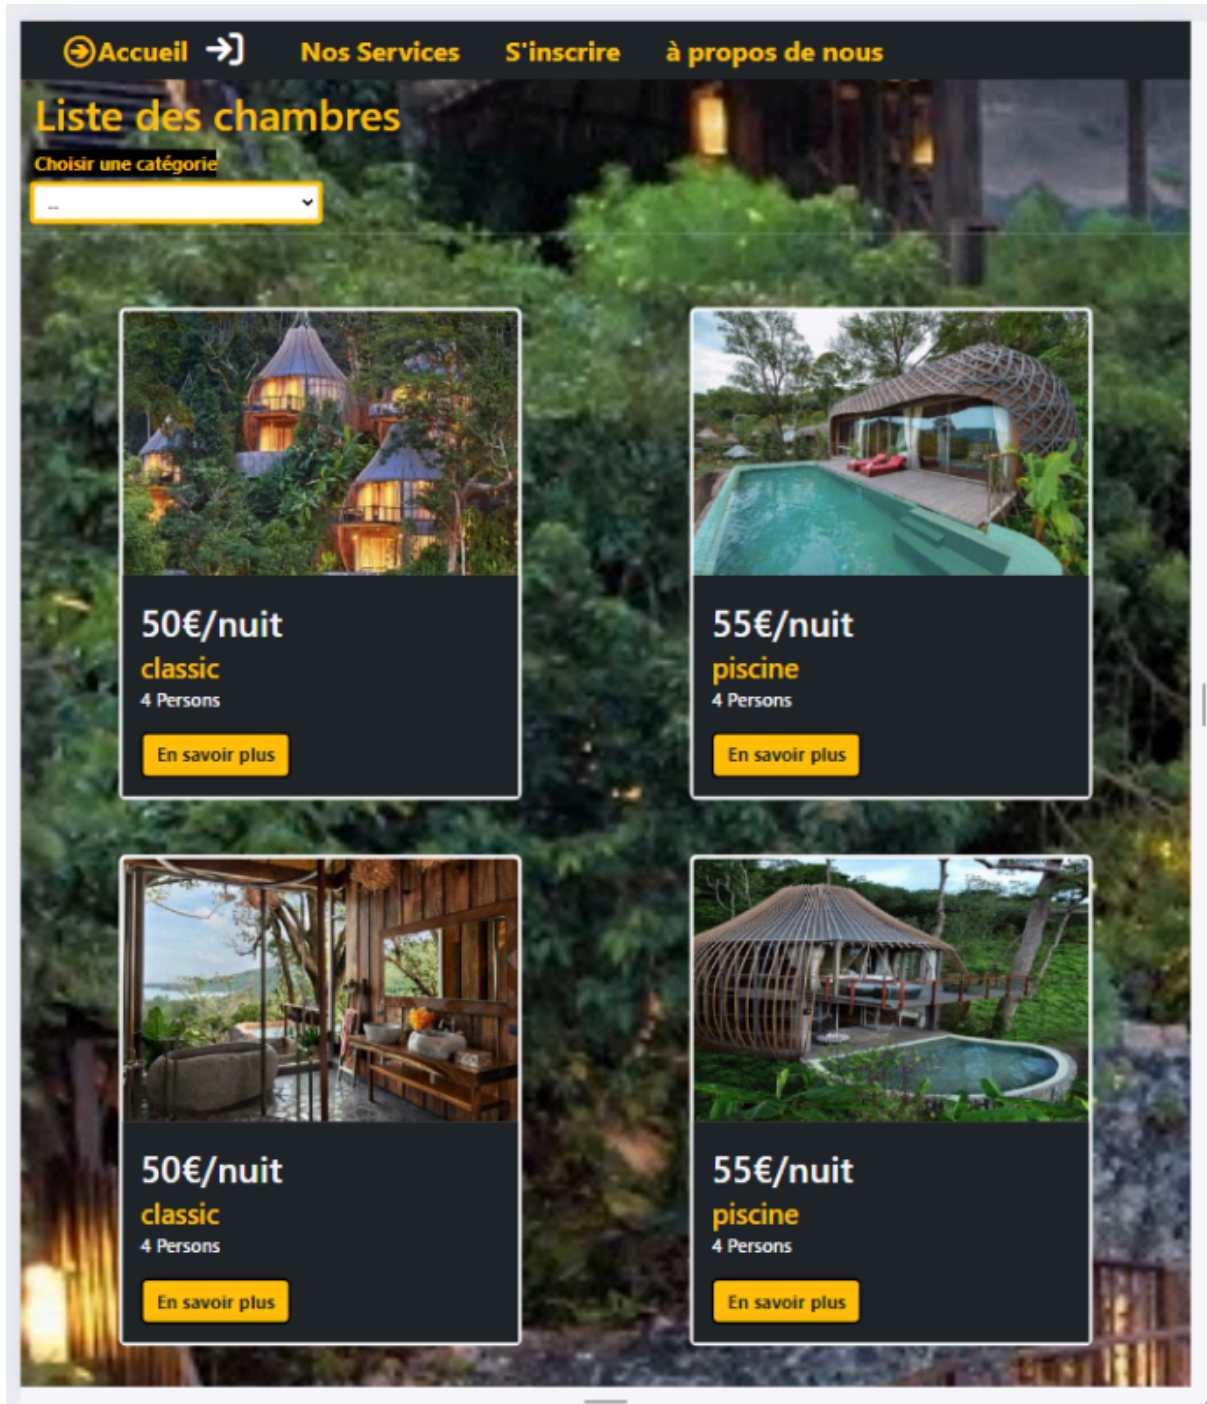 Accueil Nos Services S'inscrire à propos de nous
Liste des chambres
Choisir une catégorie
...
50€/nuit
classic
4 Persons
En savoir plus
55€/nuit
piscine
4 Persons
En savoir plus
50€/nuit
classic
4 Persons
En savoir plus
55€/nuit
piscine
4 Persons
En savoir plus